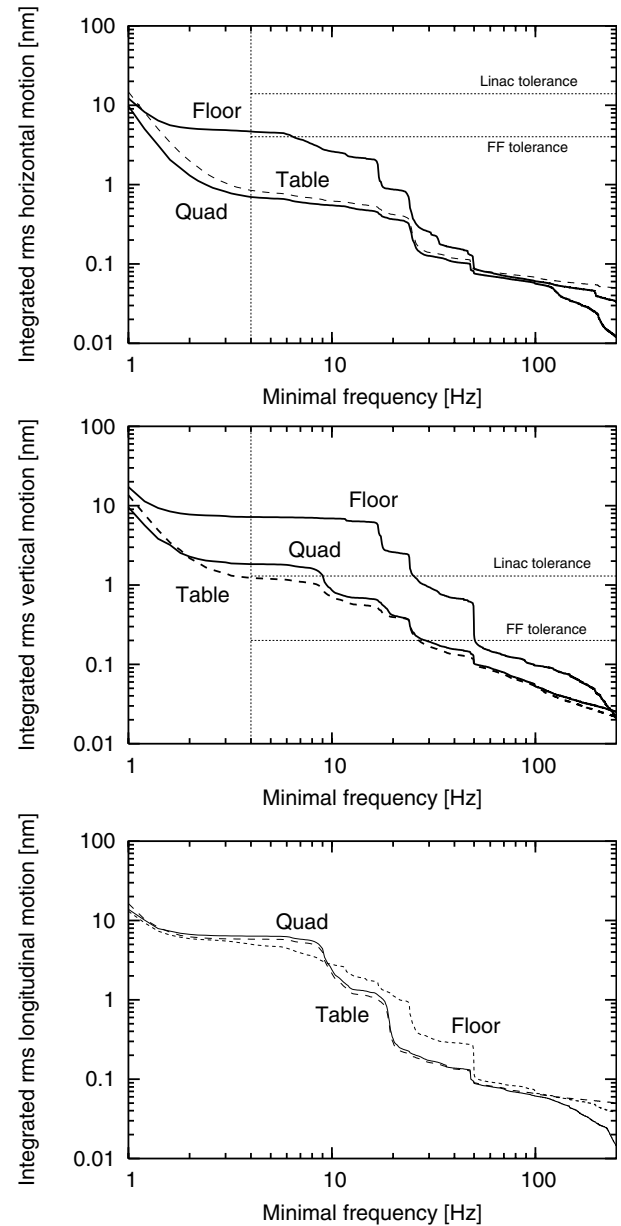 Integrated rms horizontal motion [nm]
100
10
1
0.1
0.01
Linac tolerance
Floor
FF tolerance
Table
Quad
1
10
100
Minimal frequency [Hz]
Integrated rms vertical motion [nm]
100
10
1
0.1
0.01
Floor
Quad
Linac tolerance
Table
FF tolerance
1
10
100
Minimal frequency [Hz]
Integrated rms longitudinal motion [nm]
100
10
1
0.1
0.01
Quad
Table
Floor
1
10
100
Minimal frequency [Hz]